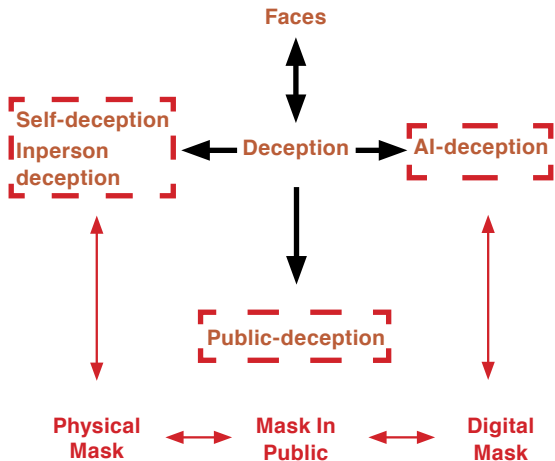 Faces
Self-deception
Inperson
deception
Deception
AI-deception
Public-deception
Physical
Mask
Mask In
Public
Digital
Mask